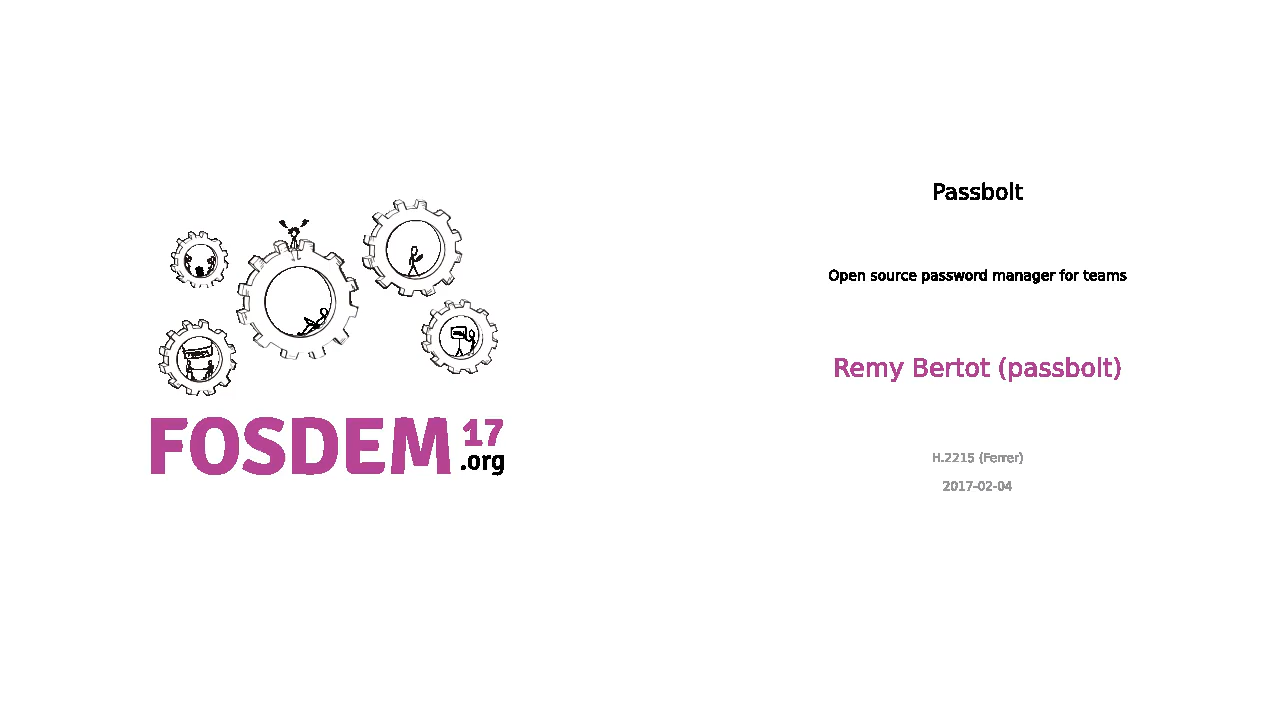 FOSDEM 17
.org
Passbolt
Open source password manager for teams
Remy Bertot (passbolt)
H.2215 (Ferrer)
2017-02-04